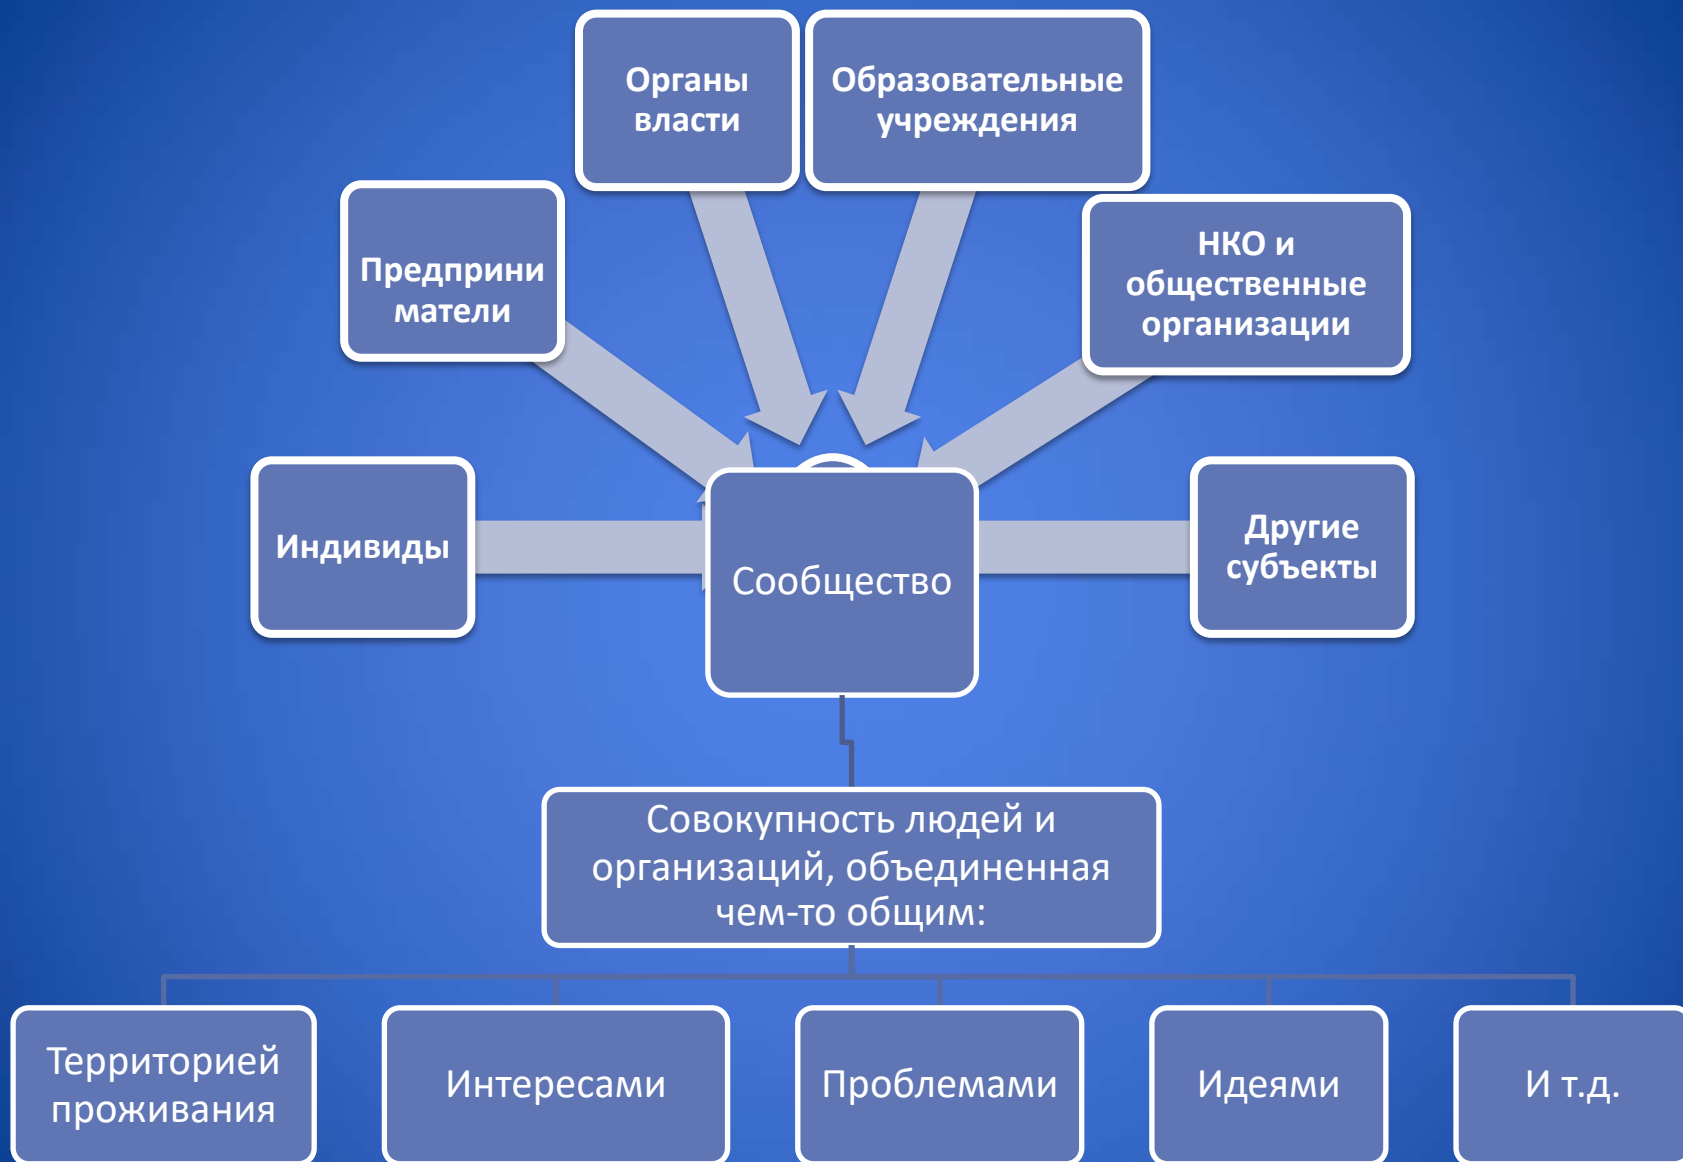 Органы
власти
Образовательные
учреждения
Предприни
матели
НКО и
общественные
организации
Индивиды
Другие
субъекты
Сообщество
Совокупность людей и
организаций, объединенная
чем-то общим:
Территорией
проживания
Интересами
Проблемами
Идеями
И т.д.